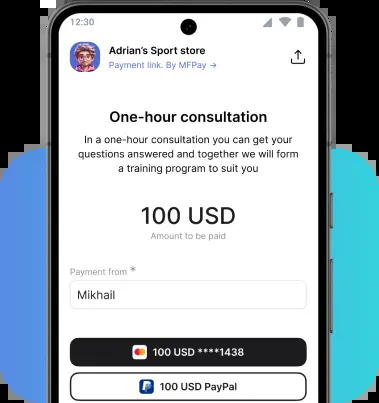 12:30
Adrian's Sport store
Payment link. By MFPay →
One-hour consultation
In a one-hour consultation you can get your
questions answered and together we will form
a training program to suit you
100 USD
Amount to be paid
Payment from *
Mikhail
100 USD ****1438
100 USD PayPal